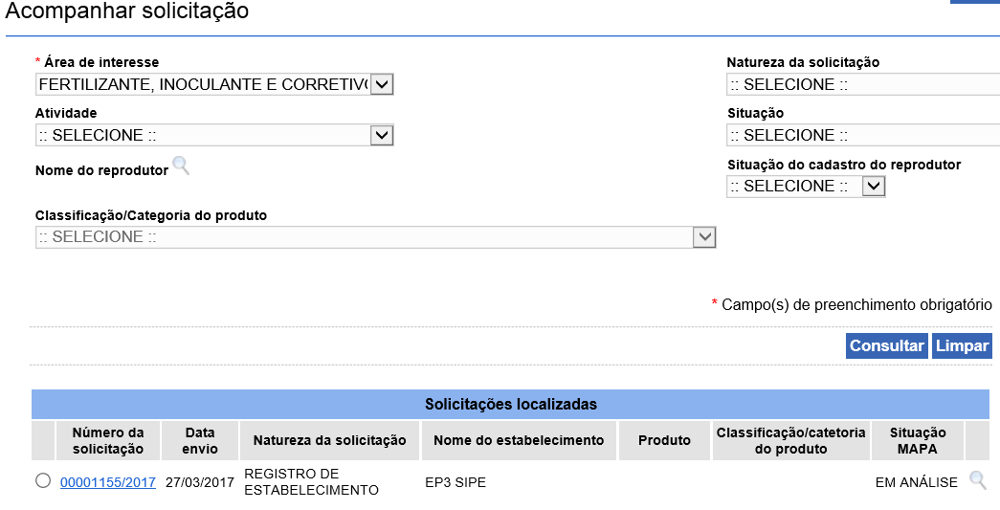 Acompanhar solicitação
* Área de interesse
Natureza da solicitação
FERTILIZANTE, INOCULANTE E CORRETIV
:: SELECIONE ::
Atividade
Situação
:: SELECIONE ::
:: SELECIONE ::
Nome do reprodutor
Situação do cadastro do reprodutor
:: SELECIONE ::
Classificação/Categoria do produto
:: SELECIONE ::
* Campo(s) de preenchimento obrigatório
Consultar Limpar
Solicitações localizadas
Número da solicitação
Data envio
Natureza da solicitação
Nome do estabelecimento
Produto
Classificação/catetoria do produto
Situação MAPA
00001155/2017
27/03/2017
REGISTRO DE ESTABELECIMENTO
EP3 SIPE
EM ANÁLISE